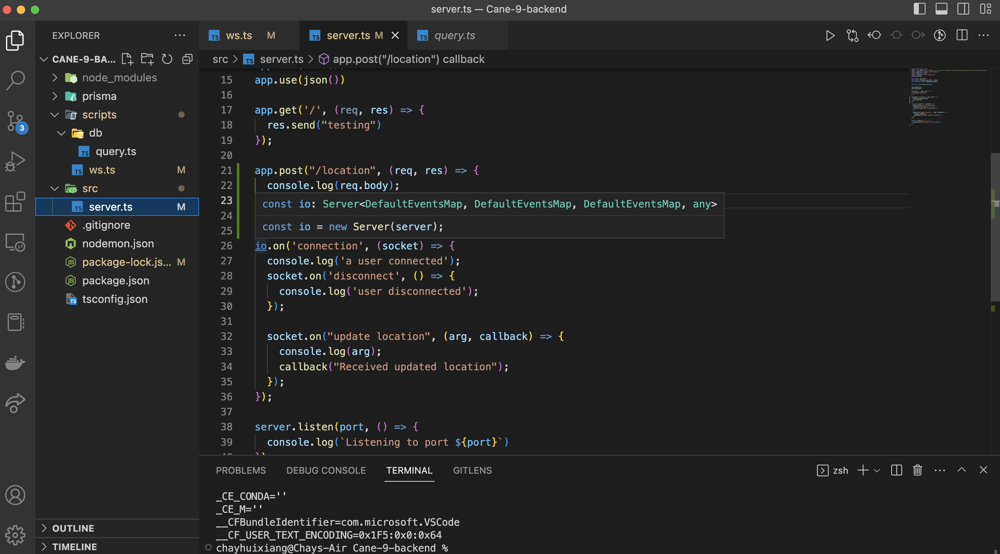 server.ts — Cane-9-backend
EXPLORER
CANE-9-BA...
node_modules
prisma
scripts
db
query.ts
ws.ts M
src
server.ts M
.gitignore
nodemon.json
package-lock.js... M
package.json
tsconfig.json
OUTLINE
TIMELINE
3
ws.ts M
server.ts M
query.ts
src > server.ts > app.post("/location") callback
15 app.use(json())
16
17 app.get('/', (req, res) => {
18 res.send("testing")
19 });
20
21 app.post("/location", (req, res) => {
22 console.log(req.body);
23
24
25
const io: Server<DefaultEventsMap, DefaultEventsMap, DefaultEventsMap, any>
const io = new Server(server);
26 io.on('connection', (socket) => {
27 console.log('a user connected');
28 socket.on('disconnect', () => {
29 console.log('user disconnected');
30 });
31
32 socket.on("update location", (arg, callback) => {
33 console.log(arg);
34 callback("Received updated location");
35 });
36 });
37
38 server.listen(port, () => {
39 console.log(`Listening to port ${port}`)
PROBLEMS DEBUG CONSOLE TERMINAL GITLENS
zsh
_CE_CONDA=''
_CE_M=''
__CFBundleIdentifier=com.microsoft.VSCode
__CF_USER_TEXT_ENCODING=0x1F5:0x0:0x64
chayhuixiang@Chays-Air Cane-9-backend %